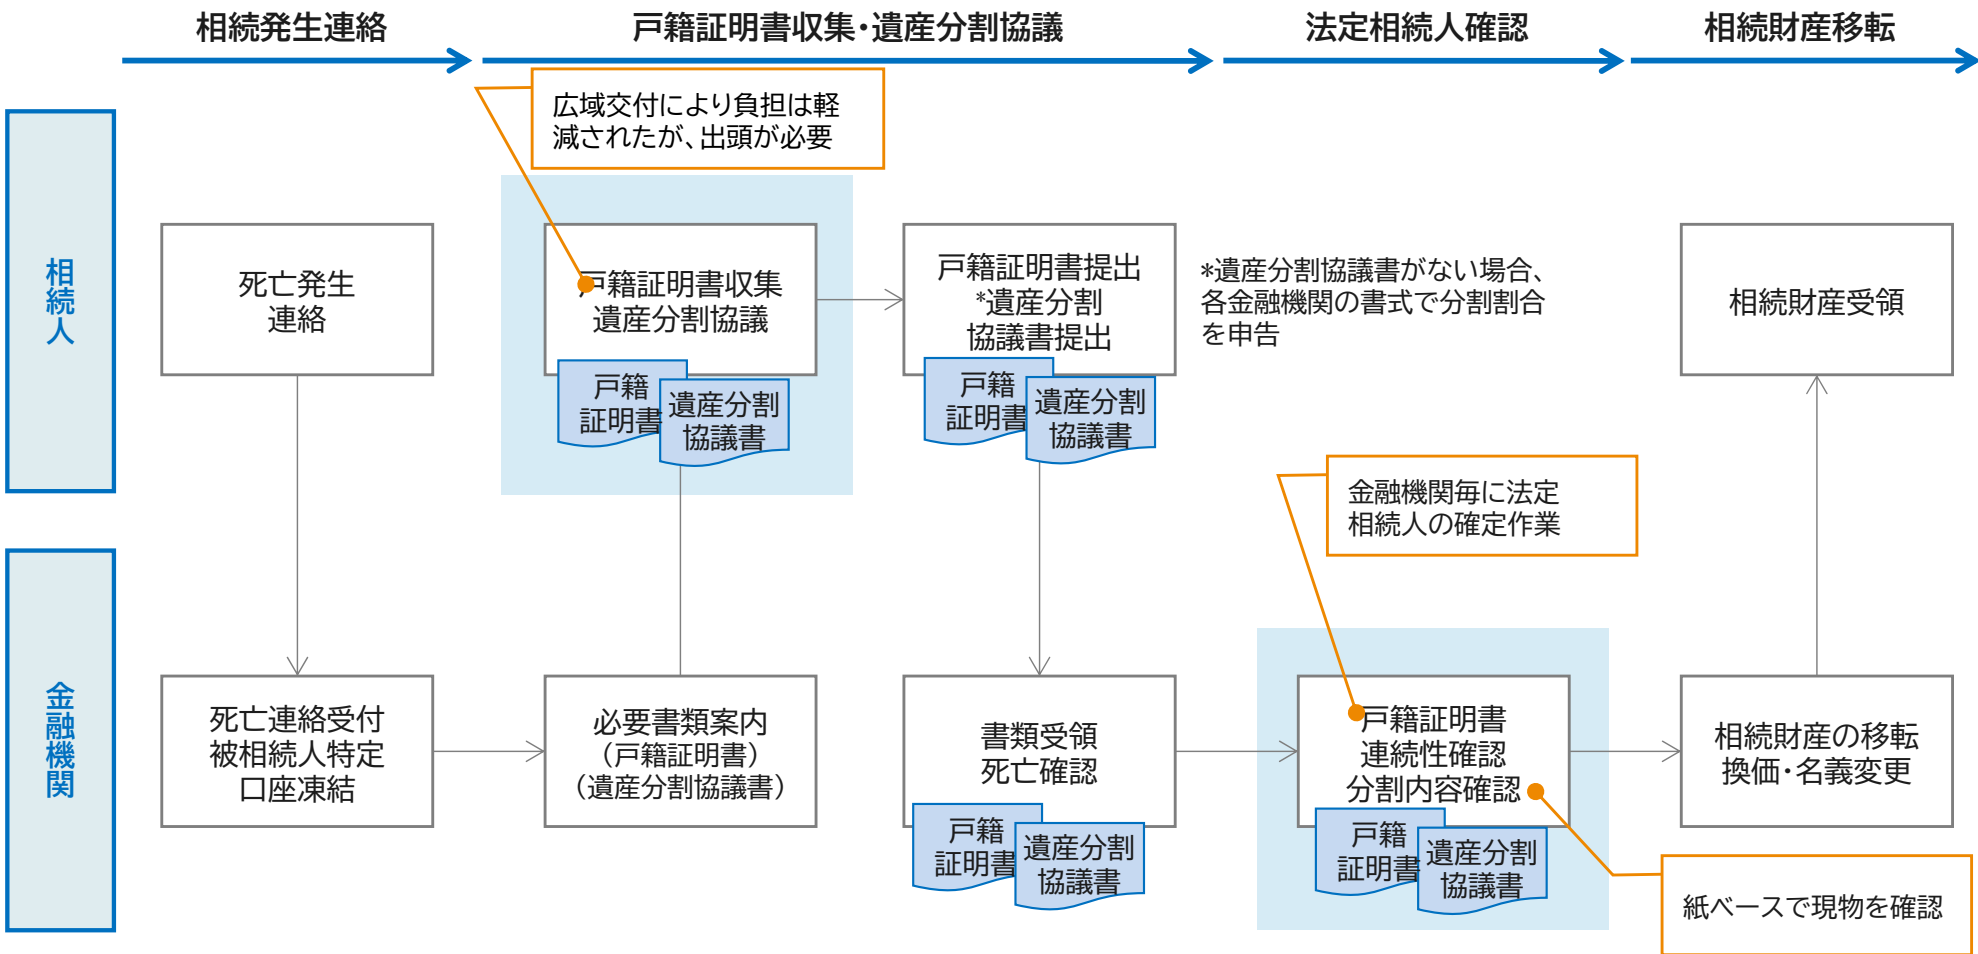 相続発生連絡
戸籍証明書収集・遺産分割協議
法定相続人確認
相続財産移転
広域交付により負担は軽
減されたが、出頭が必要
相続人
死亡発生
連絡
戸籍証明書収集
遺産分割協議
戸籍
証明書
遺産分割
協議書
戸籍証明書提出
*遺産分割
協議書提出
戸籍
証明書
遺産分割
協議書
*遺産分割協議書がない場合、
各金融機関の書式で分割割合
を申告
相続財産受領
金融機関毎に法定
相続人の確定作業
金融機関
死亡連絡受付
被相続人特定
口座凍結
必要書類案内
（戸籍証明書）
（遺産分割協議書）
書類受領
死亡確認
戸籍
証明書
遺産分割
協議書
戸籍証明書
連続性確認
分割内容確認
戸籍
証明書
遺産分割
協議書
相続財産の移転
換価・名義変更
紙ベースで現物を確認